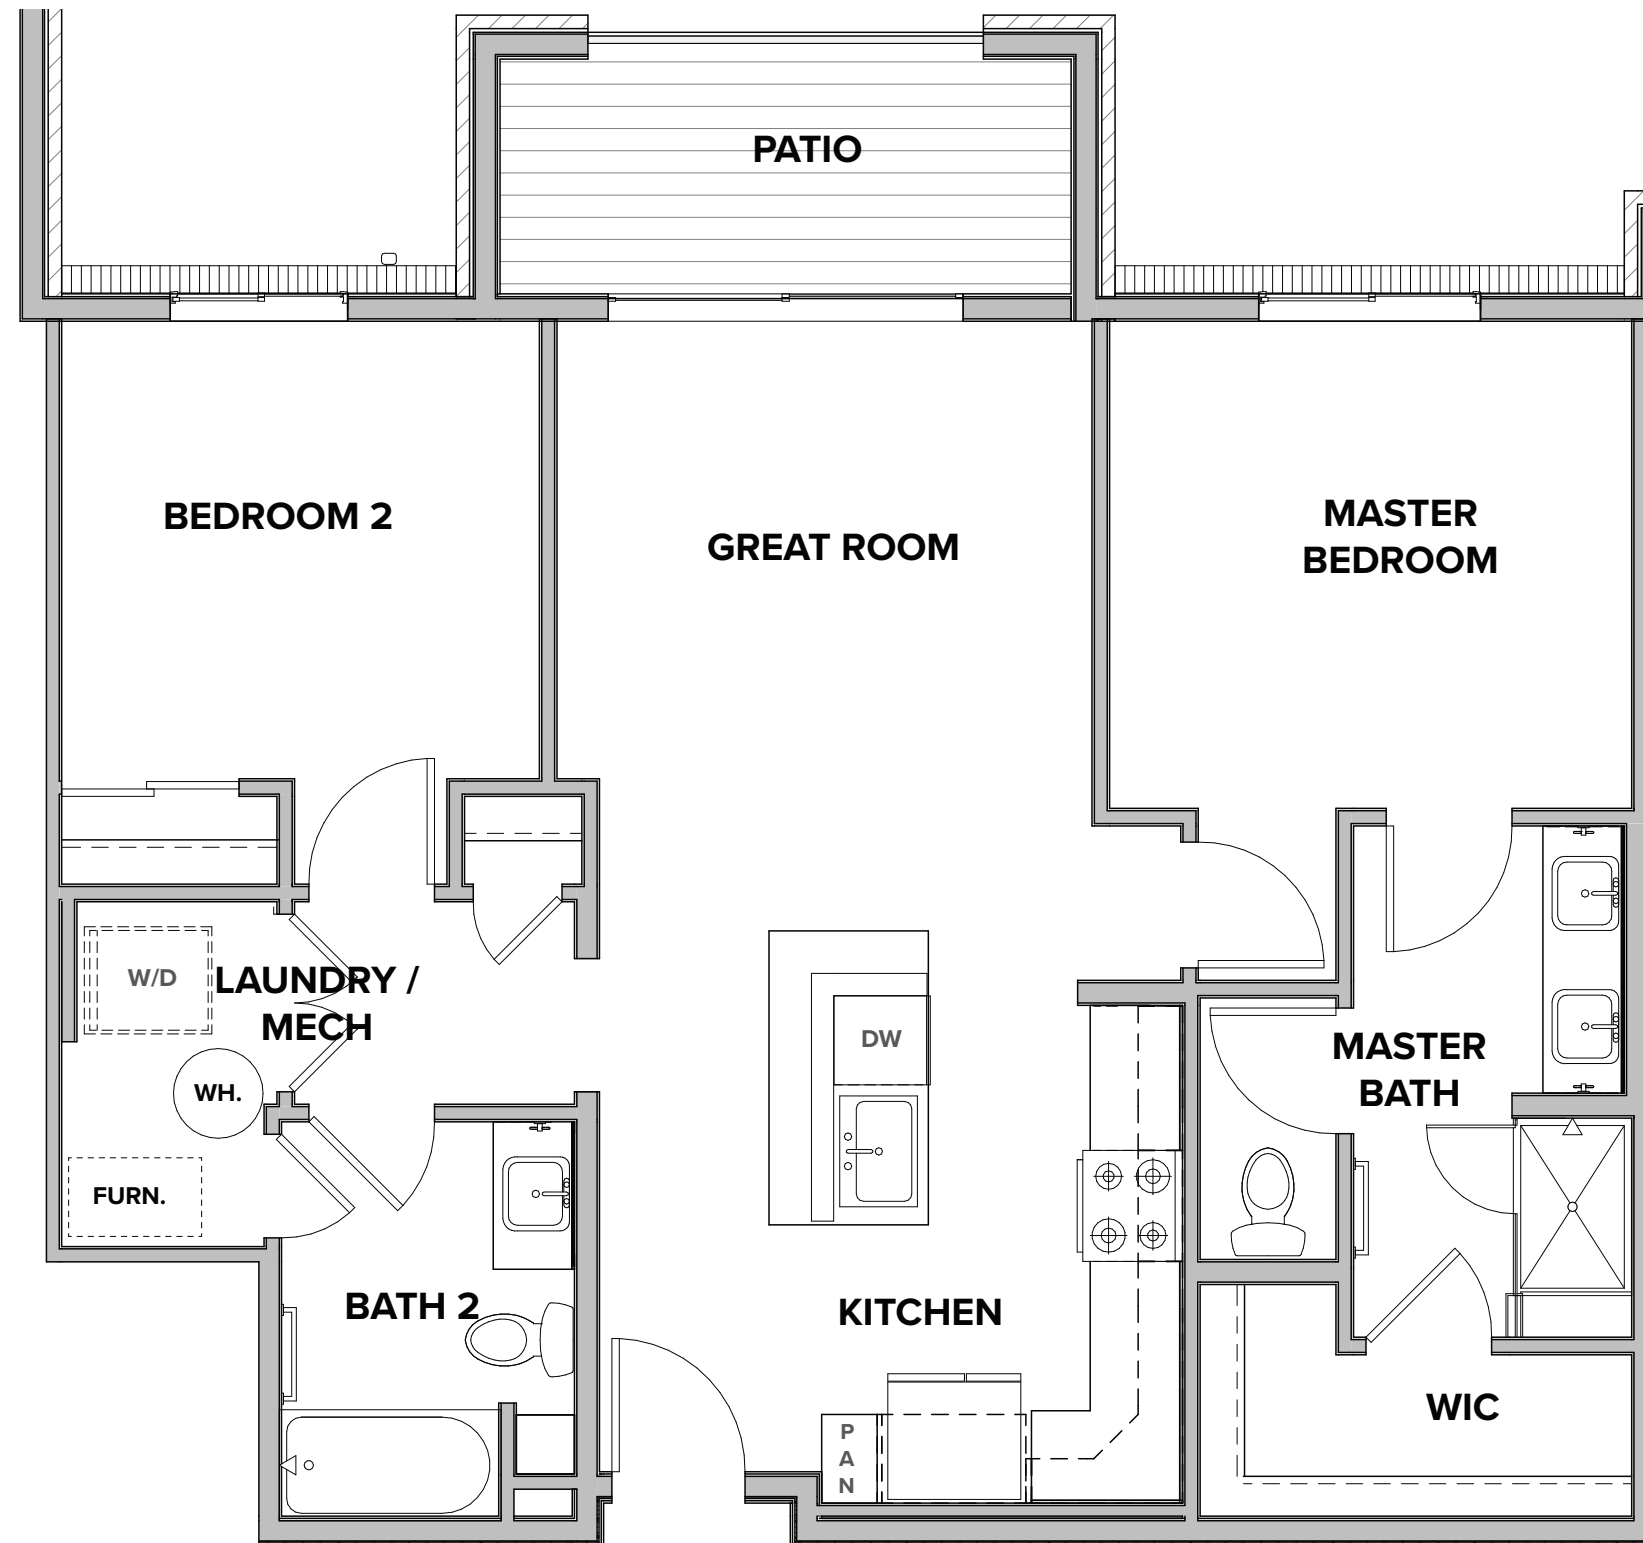 PATIO
BEDROOM 2
GREAT ROOM
MASTER
BEDROOM
W/D
LAUNDRY /
MECH
WH.
FURN.
DW
MASTER
BATH
BATH 2
KITCHEN
WIC
P
A
N